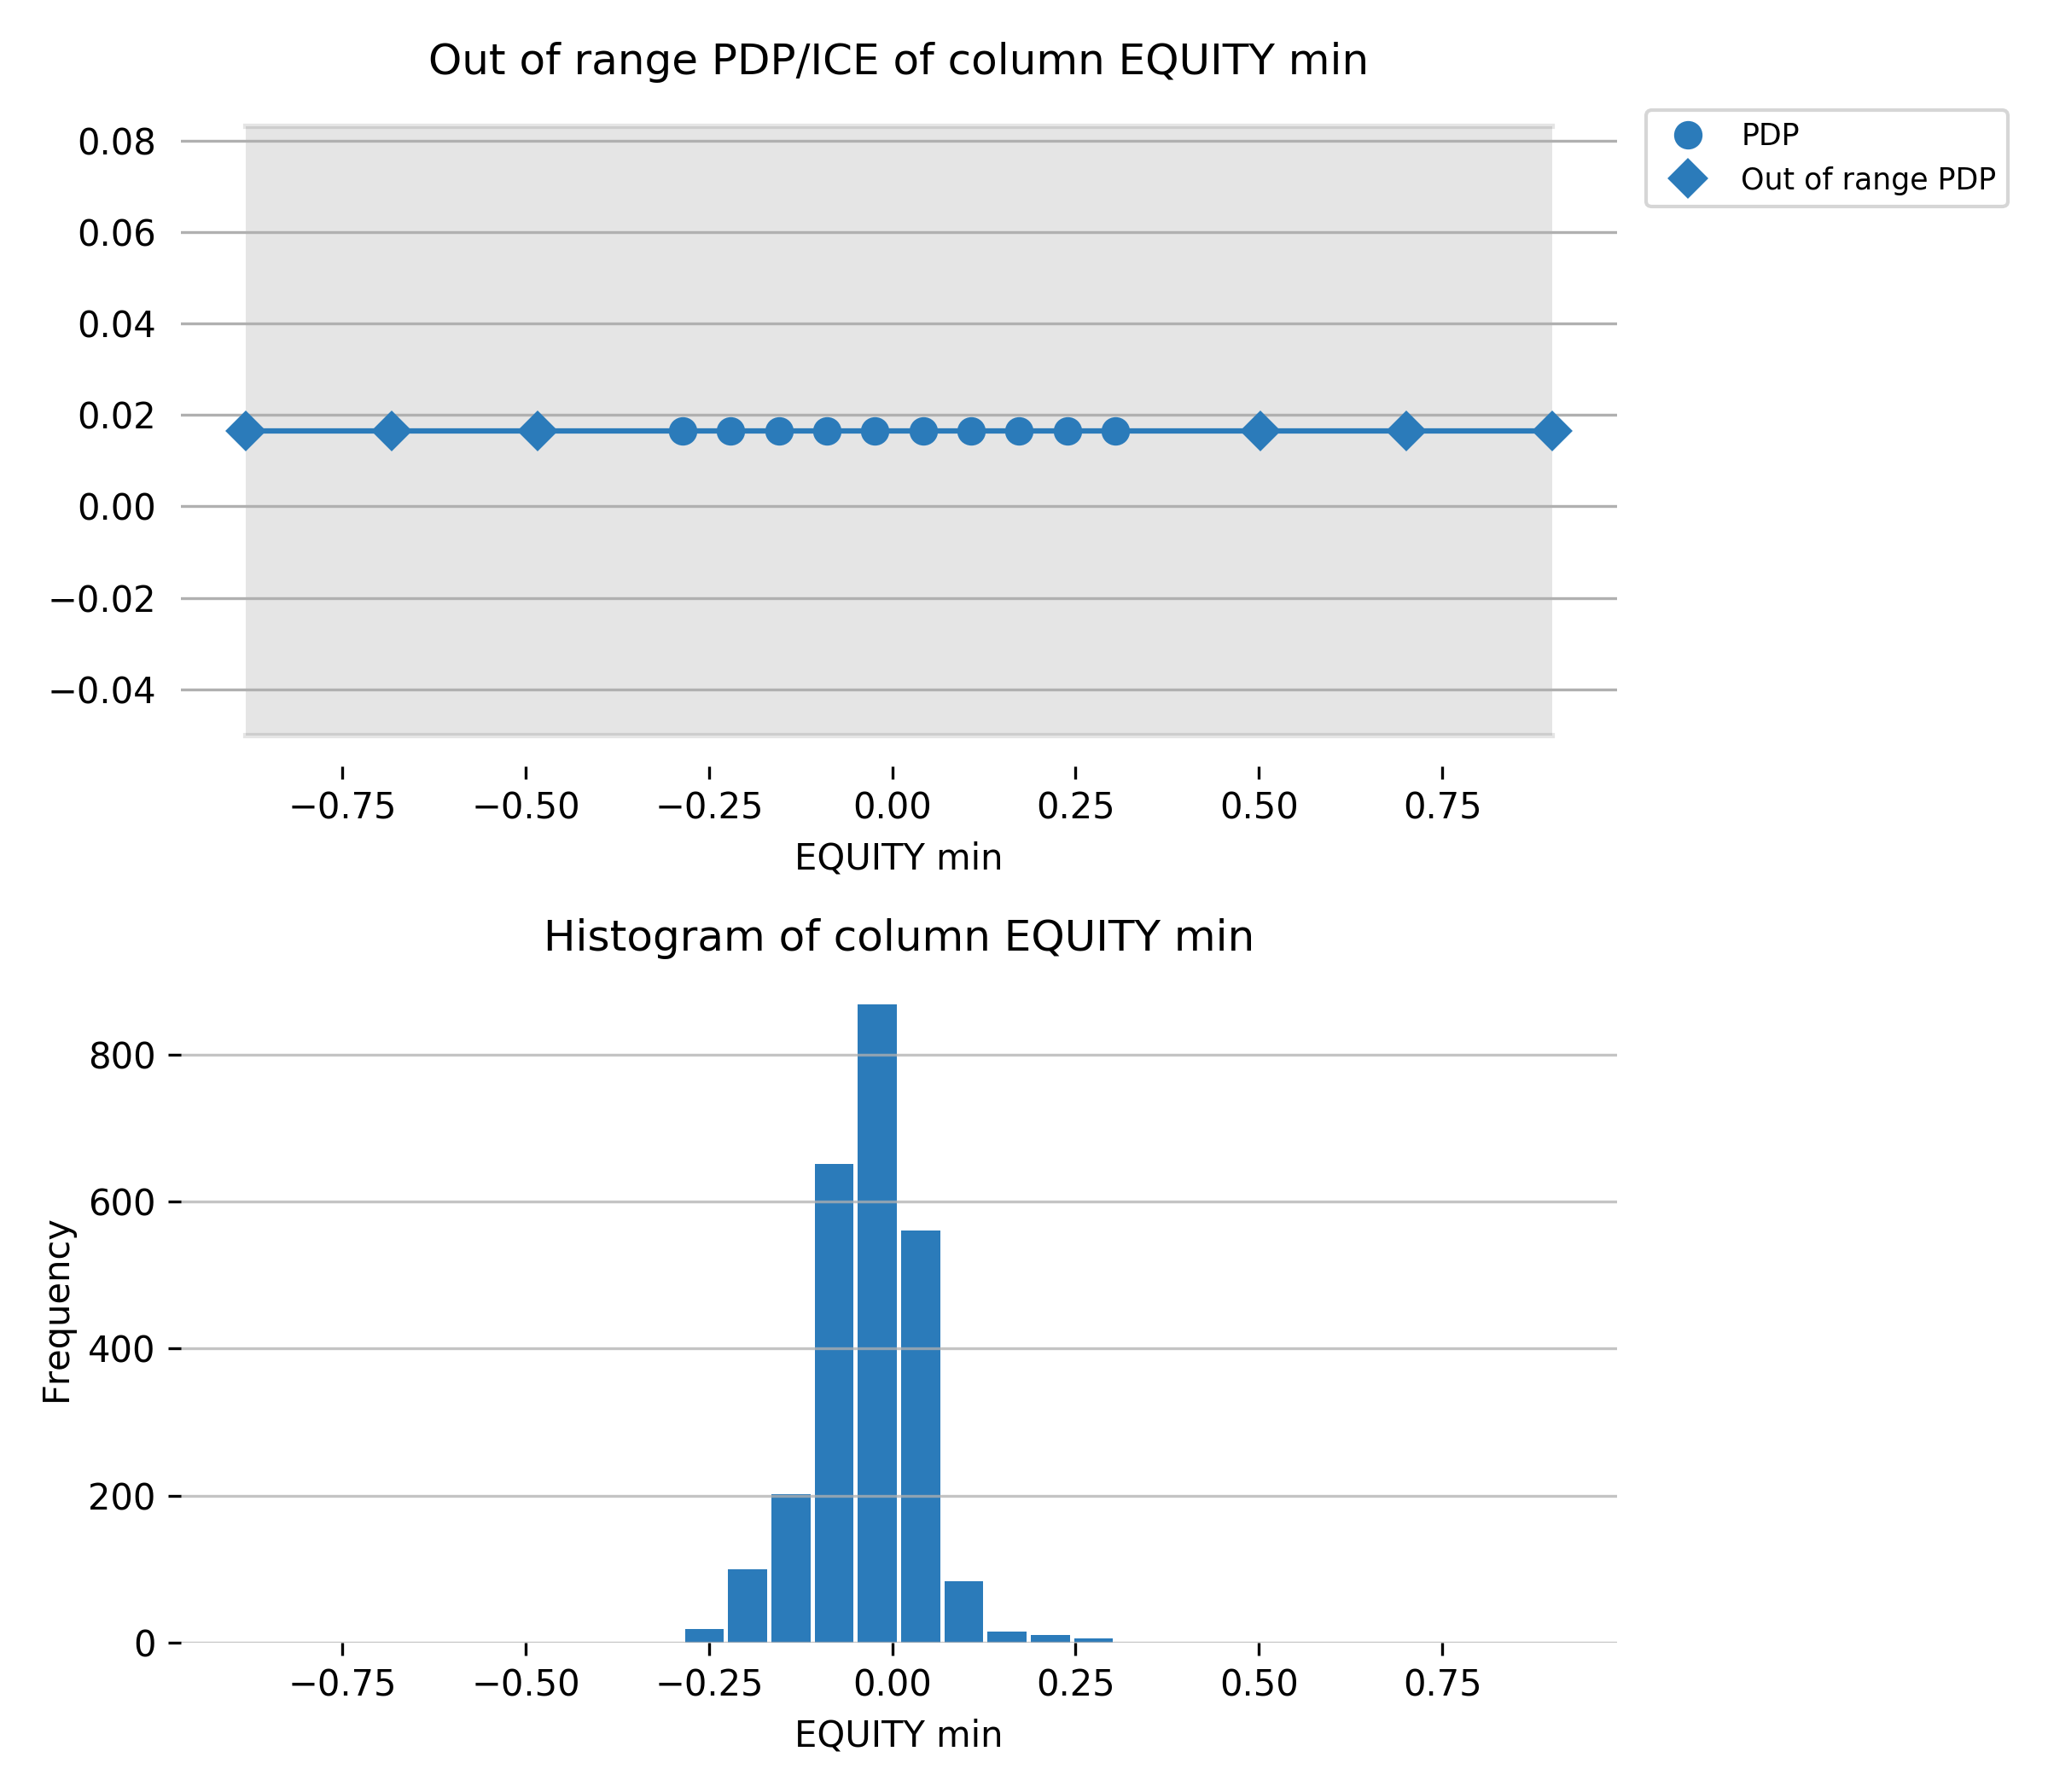 Out of range PDP/ICE of column EQUITY min
PDP
Out of range PDP
0.08
0.06
0.04
0.02
0.00
−0.02
−0.04
−0.75 −0.50 −0.25 0.00 0.25 0.50 0.75
EQUITY min
Histogram of column EQUITY min
Frequency
800
600
400
200
0
−0.75 −0.50 −0.25 0.00 0.25 0.50 0.75
EQUITY min